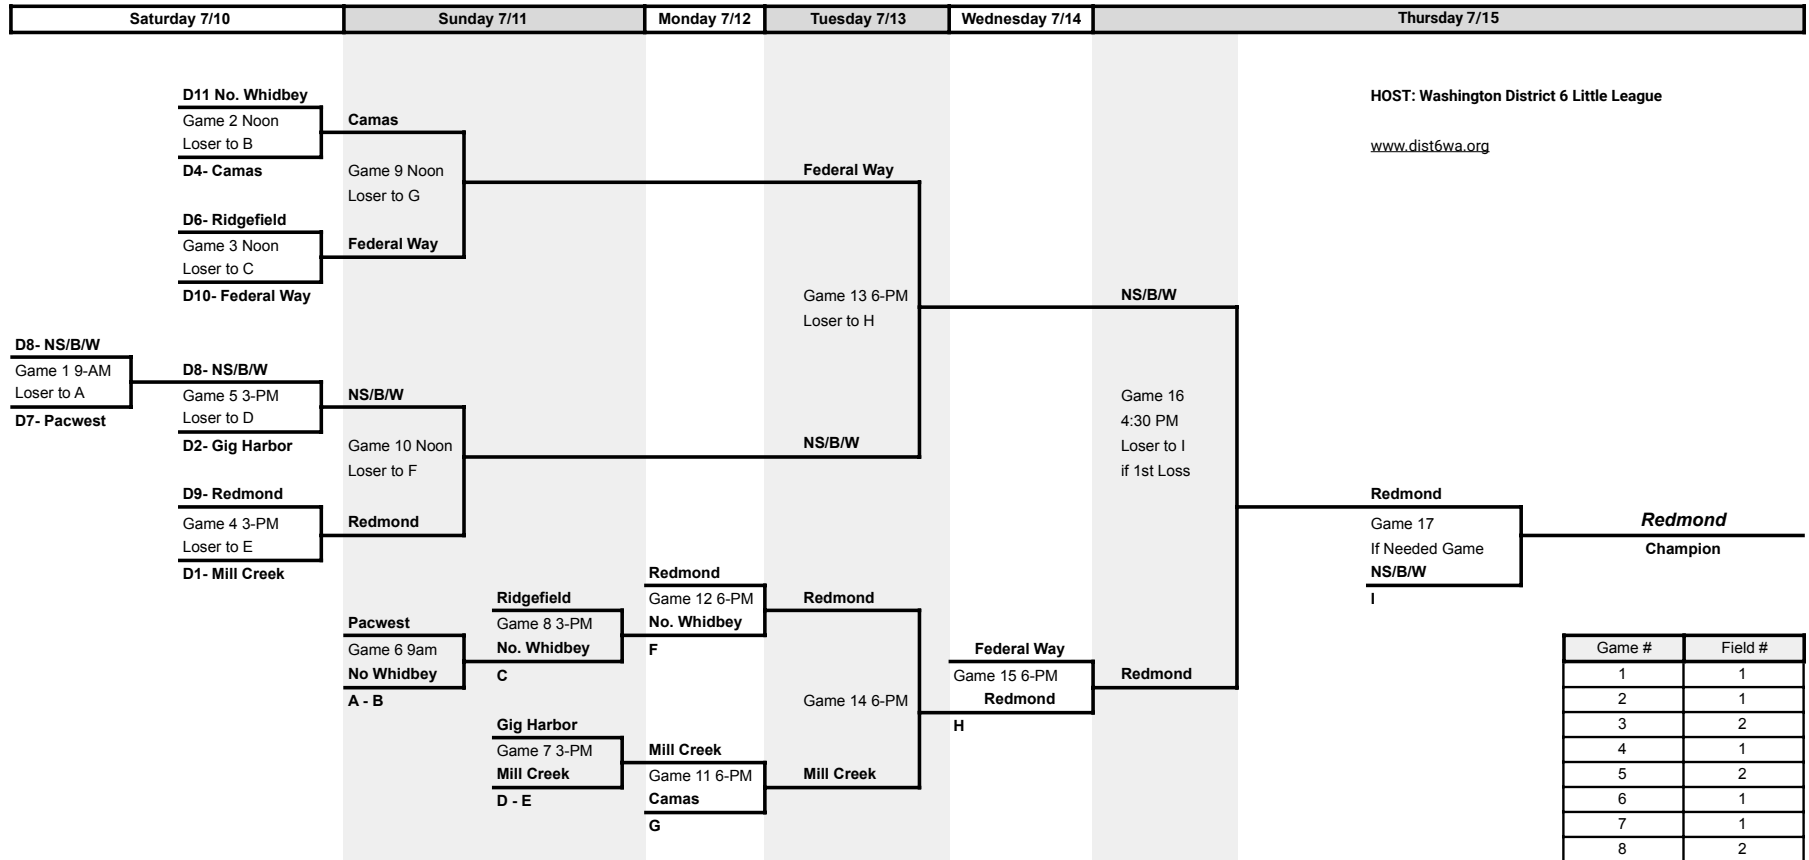 Saturday 7/10
Sunday 7/11
Monday 7/12
Tuesday 7/13
Wednesday 7/14
Thursday 7/15
HOST: Washington District 6 Little League
www.dist6wa.org
D11 No. Whidbey
Game 2 Noon
Loser to B
D4- Camas
D6- Ridgefield
Game 3 Noon
Loser to C
D10- Federal Way
D8- NS/B/W
Game 1 9-AM
Loser to A
D7- Pacwest
D8- NS/B/W
Game 5 3-PM
Loser to D
D2- Gig Harbor
D9- Redmond
Game 4 3-PM
Loser to E
D1- Mill Creek
Camas
Game 9 Noon
Loser to G
Federal Way
NS/B/W
Game 10 Noon
Loser to F
Redmond
Pacwest
Game 6 9am
No Whidbey
A - B
Ridgefield
Game 8 3-PM
No. Whidbey
C
Gig Harbor
Game 7 3-PM
Mill Creek
D - E
Redmond
Game 12 6-PM
No. Whidbey
F
Mill Creek
Game 11 6-PM
Camas
G
Federal Way
Game 13 6-PM
Loser to H
NS/B/W
Redmond
Game 14 6-PM
Mill Creek
Federal Way
Game 15 6-PM
Redmond
H
NS/B/W
Game 16
4:30 PM
Loser to I
if 1st Loss
Redmond
Redmond
Game 17
If Needed Game
NS/B/W
I
Redmond
Champion
Game # Field #
1 1
2 1
3 2
4 1
5 2
6 1
7 1
8 2